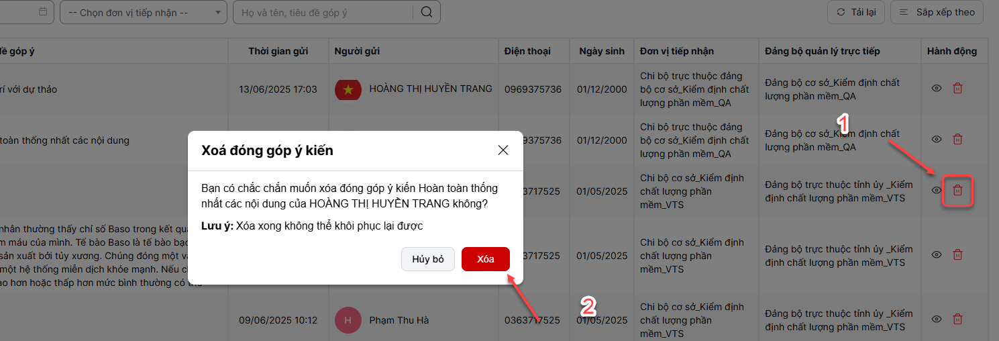 -- Chọn đơn vị tiếp nhận --
Họ và tên, tiêu đề góp ý
Tải lại
Sắp xếp theo
đề góp ý
Thời gian gửi
Người gửi
Điện thoại
Ngày sinh
Đơn vị tiếp nhận
Đảng bộ quản lý trực tiếp
Hành động
rí với dự thảo
13/06/2025 17:03
HOÀNG THỊ HUYỀN TRANG
0969375736
01/12/2000
Chi bộ trực thuộc đảng
bộ cơ sở_Kiểm định chất
lượng phần mềm_QA
Đảng bộ cơ sở_Kiểm định chất
lượng phần mềm_QA
1
toàn thống nhất các nội dung
9375736
01/12/2000
Chi bộ trực thuộc đảng
bộ cơ sở_Kiểm định chất
lượng phần mềm_QA
Đảng bộ cơ sở_Kiểm định chất
lượng phần mềm_QA
Xoá đóng góp ý kiến
Bạn có chắc chắn muốn xóa đóng góp ý kiến Hoàn toàn thống
nhất các nội dung của HOÀNG THỊ HUYỀN TRANG không?
Lưu ý: Xóa xong không thể khôi phục lại được
Hủy bỏ
Xóa
3717525
01/05/2025
Chi bộ cơ sở_Kiểm định
chất lượng phần
mềm_VTS
Đảng bộ trực thuộc tỉnh ủy _Kiểm
định chất lượng phần mềm_VTS
nhân thường thấy chỉ số Baso trong kết quả
m máu của mình. Tế bào Baso là tế bào bạc
sản xuất bởi tủy xương. Chúng đóng một va
một hệ thống miễn dịch khỏe mạnh. Nếu ch
ao hơn hoặc thấp hơn mức bình thường có thể
3717525
01/05/2025
Chi bộ cơ sở_Kiểm định
chất lượng phần
mềm_VTS
Đảng bộ trực thuộc tỉnh ủy _Kiểm
định chất lượng phần mềm_VTS
2
09/06/2025 10:12
H
Phạm Thu Hà
0363717525
01/05/2025
Chi bộ cơ sở_Kiểm định
chất lượng phần
mềm_VTS
Đảng bộ trực thuộc tỉnh ủy _Kiểm
định chất lượng phần mềm_VTS